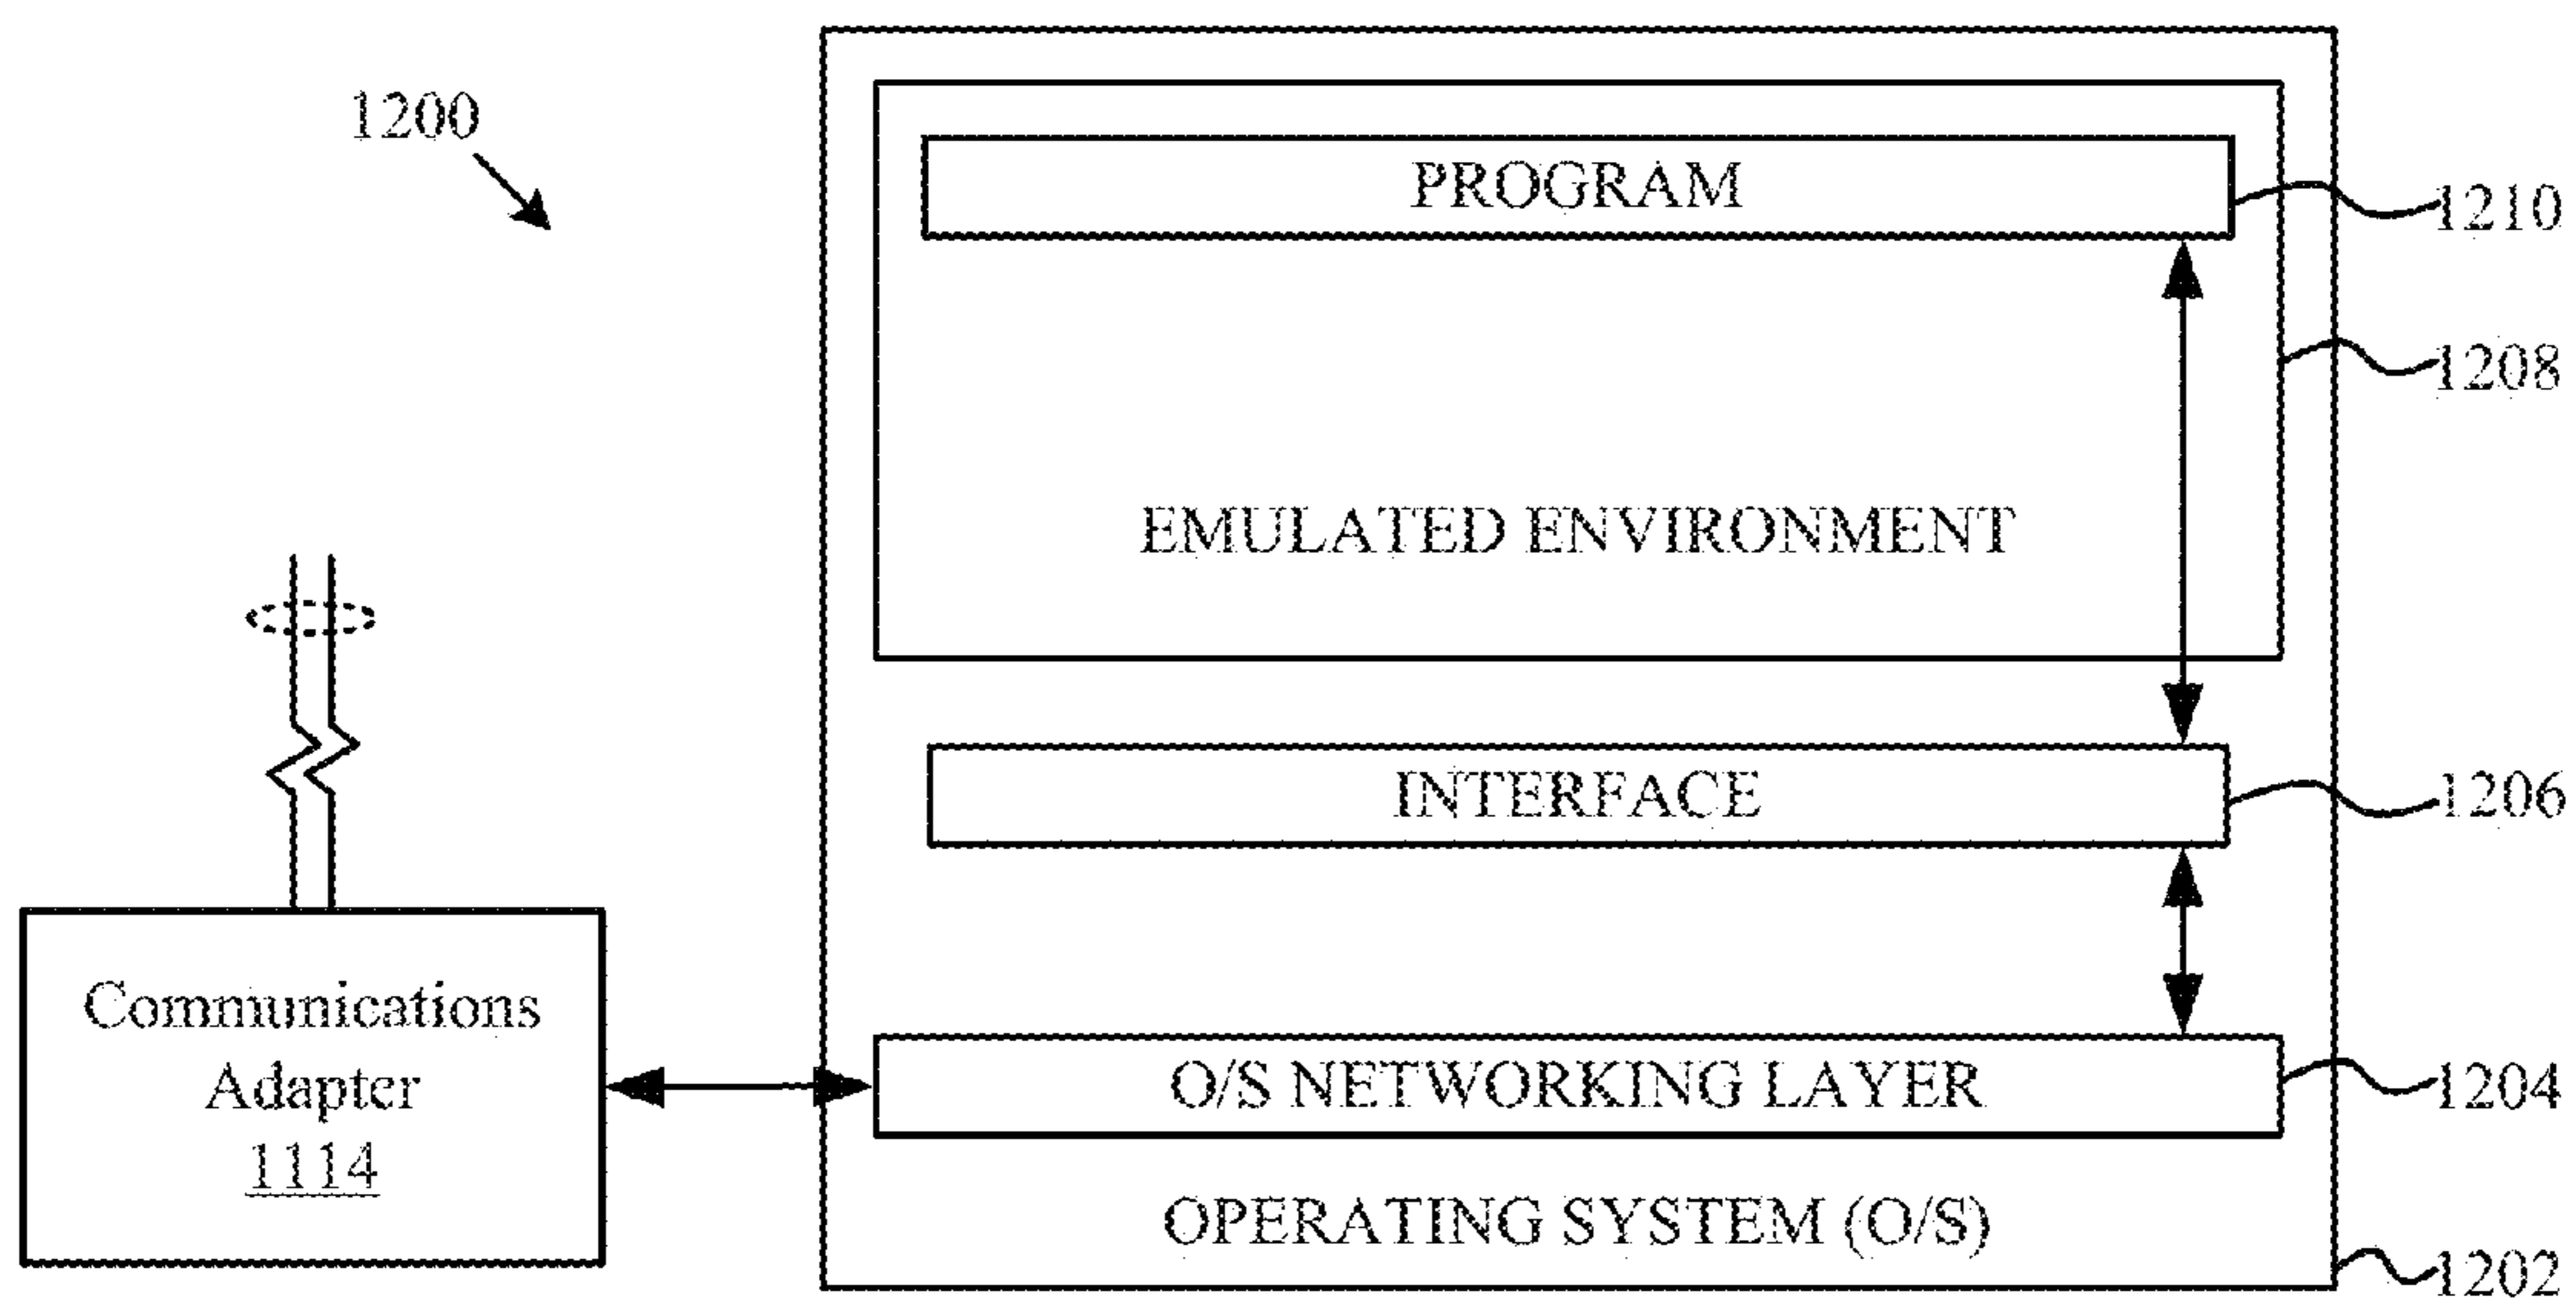 1200
PROGRAM
1210
1208
EMULATED ENVIRONMENT
INTERFACE
1206
Communications
Adapter
1114
O/S NETWORKING LAYER
1204
OPERATING SYSTEM (O/S)
1202